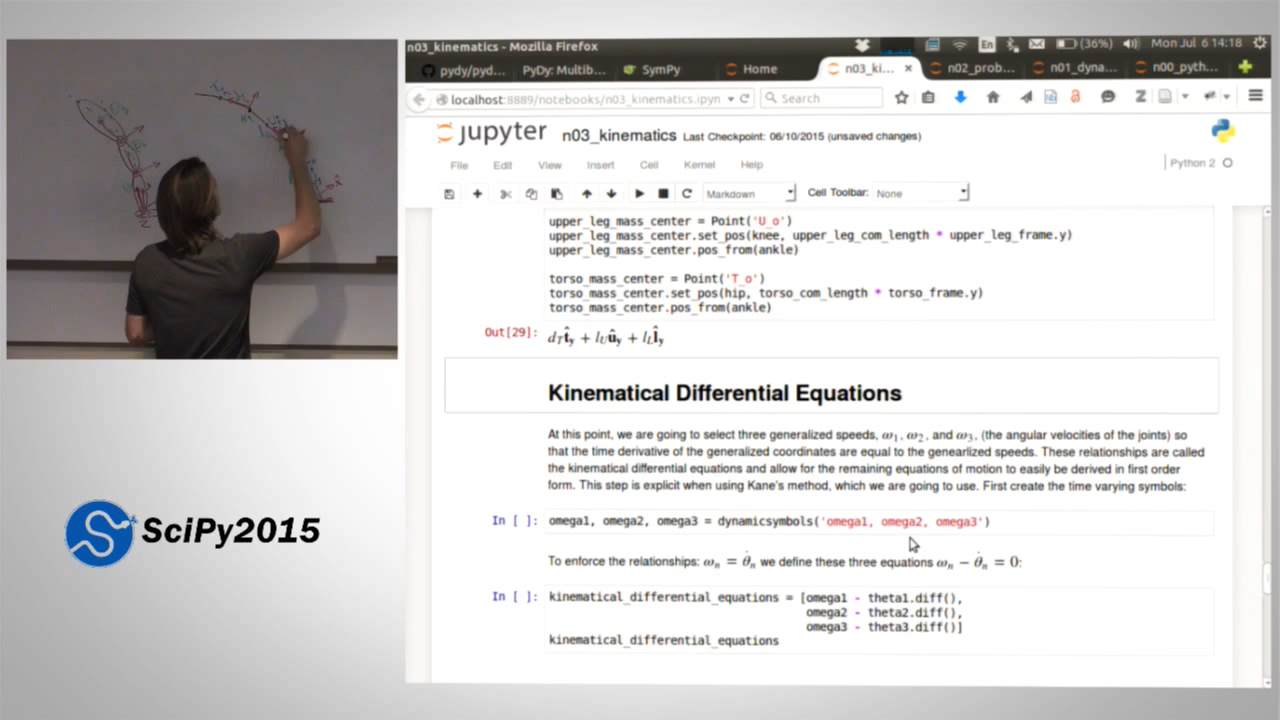 n03_kinematics - Mozilla Firefox
En
(36%)
Mon Jul 6 14:18
pydy/pyd...
PyDy: Multib...
SymPy
Home
n03_ki... ×
n02_prob...
n01_dyna...
n00_pyth...
localhost:8889/notebooks/n03_kinematics.ipyn
Search
Jupyter n03_kinematics Last Checkpoint: 06/10/2015 (unsaved changes)
File Edit View Insert Cell Kernel Help
Python 2
Markdown
Cell Toolbar: None
upper_leg_mass_center = Point('U_o')
upper_leg_mass_center.set_pos(knee, upper_leg_com_length * upper_leg_frame.y)
upper_leg_mass_center.pos_from(ankle)
torso_mass_center = Point('T_o')
torso_mass_center.set_pos(hip, torso_com_length * torso_frame.y)
torso_mass_center.pos_from(ankle)
Out[29]: d_T t̂_y + l_U û_y + l_L l̂_y
Kinematical Differential Equations
At this point, we are going to select three generalized speeds, ω₁, ω₂, and ω₃, (the angular velocities of the joints) so
that the time derivative of the generalized coordinates are equal to the genearlized speeds. These relationships are called
the kinematical differential equations and allow for the remaining equations of motion to easily be derived in first order
form. This step is explicit when using Kane's method, which we are going to use. First create the time varying symbols:
In [ ]: omega1, omega2, omega3 = dynamicsymbols('omega1, omega2, omega3')
To enforce the relationships: ωₙ = θ̇ₙ we define these three equations ωₙ − θ̇ₙ = 0:
In [ ]: kinematical_differential_equations = [omega1 - theta1.diff(),
omega2 - theta2.diff(),
omega3 - theta3.diff()]
kinematical_differential_equations
SciPy2015